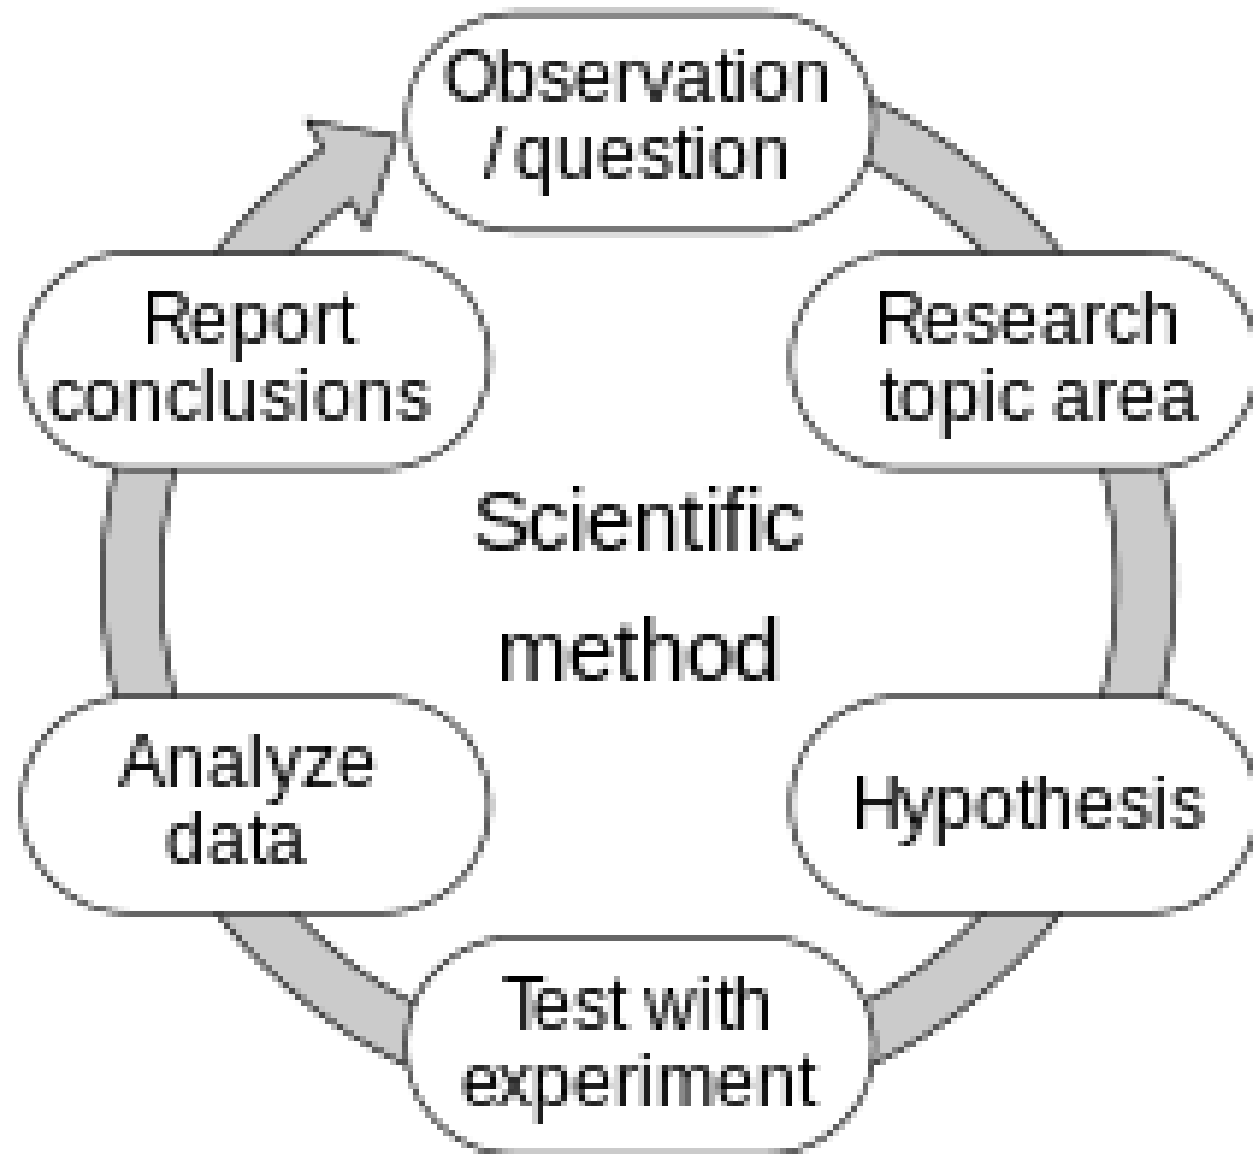 Observation
/question
Research
topic area
Hypothesis
Test with
experiment
Analyze
data
Report
conclusions
Scientific
method